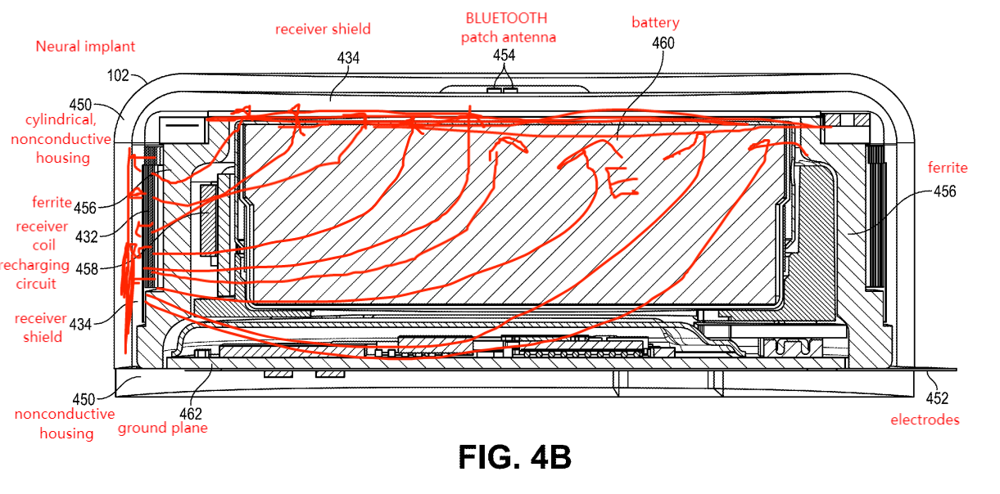 BLUETOOTH
patch antenna
454
receiver shield
434
battery
460
Neural implant
102
450
cylindrical,
nonconductive
housing
ferrite
456
receiver
coil
432
recharging
circuit
458
receiver
shield
434
ferrite
456
E
450
nonconductive
housing
462
ground plane
452
electrodes
FIG. 4B